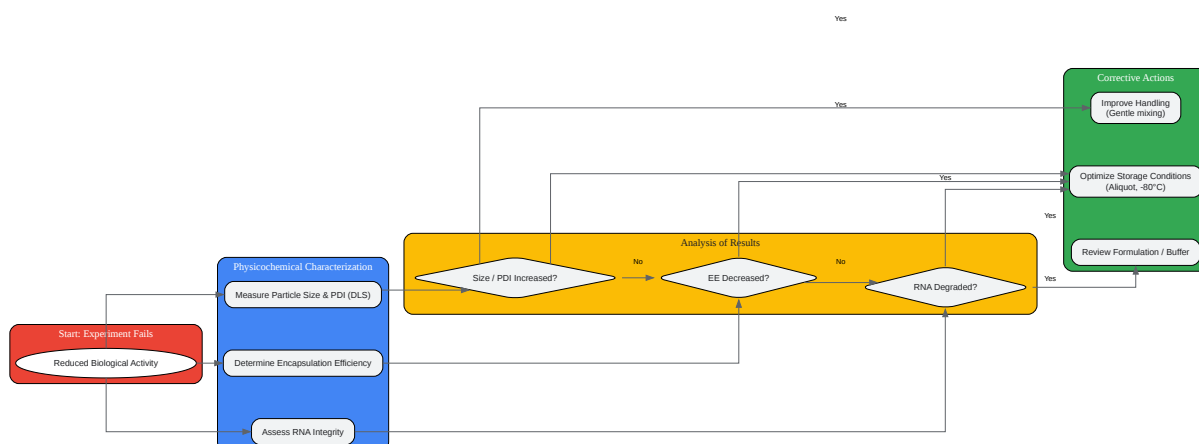 Yes
Corrective Actions
Yes
Improve Handling
(Gentle mixing)
Optimize Storage Conditions
(Aliquot, -80°C)
Yes
Yes
Analysis of Results
Review Formulation / Buffer
Physicochemical Characterization
Size / PDI Increased?
No
EE Decreased?
No
RNA Degraded?
Yes
Measure Particle Size & PDI (DLS)
Start: Experiment Fails
Reduced Biological Activity
Determine Encapsulation Efficiency
Assess RNA Integrity